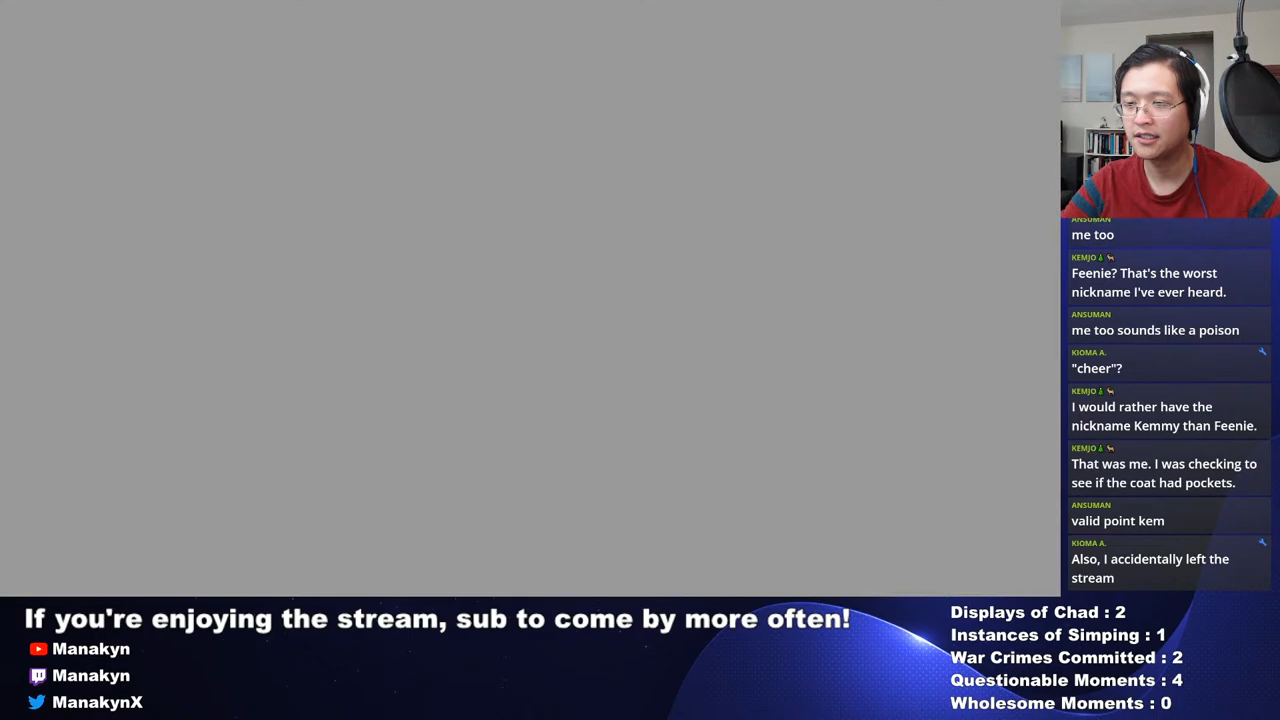 ANSUMAN
me too
KEMJO
Feenie? That's the worst
nickname I've ever heard.
ANSUMAN
me too sounds like a poison
KIOMA A.
"cheer"?
KEMJO
I would rather have the
nickname Kemmy than Feenie.
KEMJO
That was me. I was checking to
see if the coat had pockets.
ANSUMAN
valid point kem
KIOMA A.
Also, I accidentally left the
stream
If you're enjoying the stream, sub to come by more often!
Manakyn
Manakyn
ManakynX
Displays of Chad : 2
Instances of Simping : 1
War Crimes Committed : 2
Questionable Moments : 4
Wholesome Moments : 0